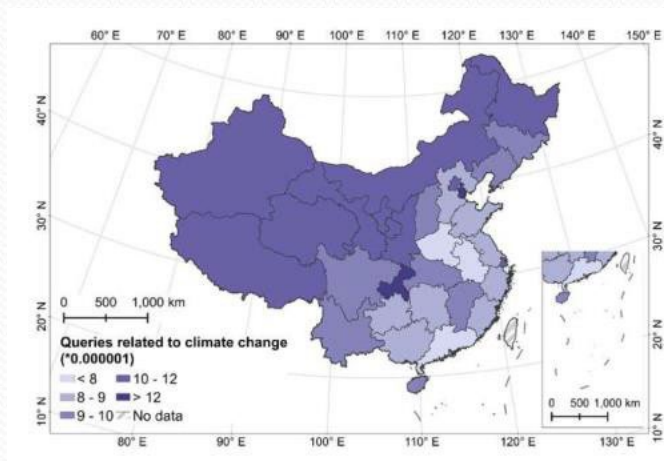 60° E 70° E 80° E 90° E 100° E 110° E 120° E 130° E 140° E 150° E
40° N
30° N
20° N
10° N
40° N
30° N
20° N
10° N
0 500 1,000 km
Queries related to climate change
(*0.000001)
< 8 10 - 12
8 - 9 > 12
9 - 10 No data
0 500 1,000 km
80° E 90° E 100° E 110° E 120° E 130° E